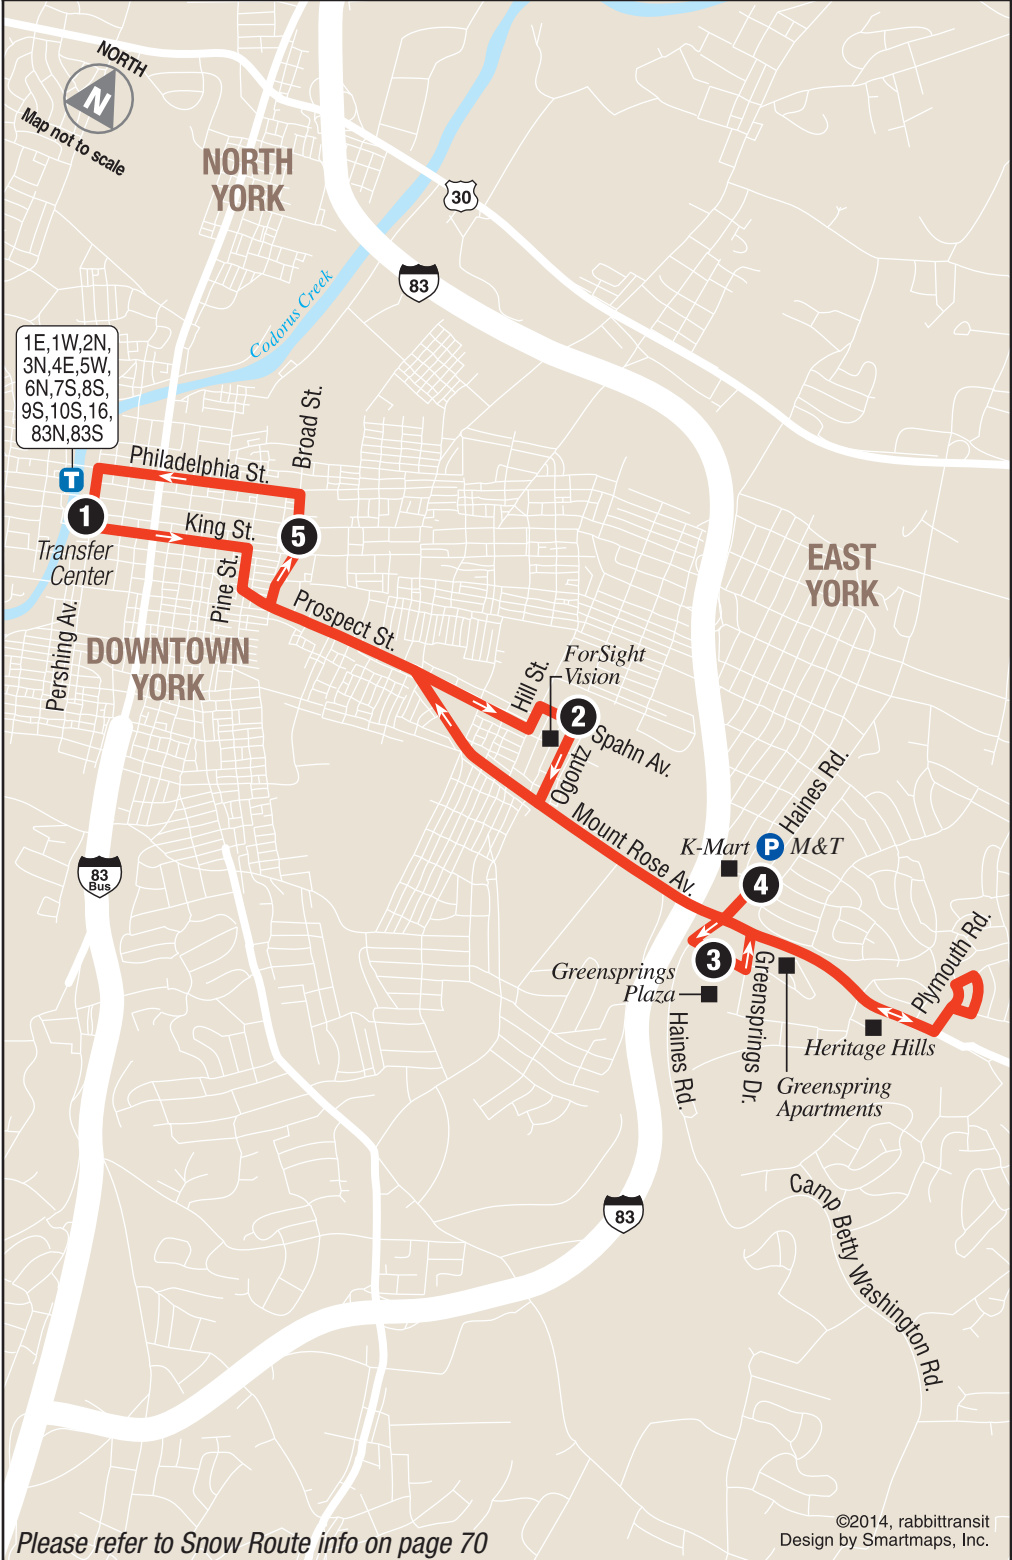 NORTH
N
Map not to scale
NORTH
YORK
30
83
Codorus Creek
1E,1W,2N,
3N,4E,5W,
6N,7S,8S,
9S,10S,16,
83N,83S
T
Broad St.
Philadelphia St.
1
King St.
5
Transfer
Center
Pine St.
EAST
YORK
Prospect St.
Pershing Av.
DOWNTOWN
YORK
ForSight
Vision
Hill St.
2
Spahn Av.
Ogontz
Haines Rd.
Mount Rose Av.
K-Mart
P
M&T
83
Bus
4
3
Greensprings
Plaza
Plymouth Rd.
Greensprings Dr.
Haines Rd.
Heritage Hills
Greenspring
Apartments
Camp Betty Washington Rd.
83
Please refer to Snow Route info on page 70
©2014, rabbittransit
Design by Smartmaps, Inc.